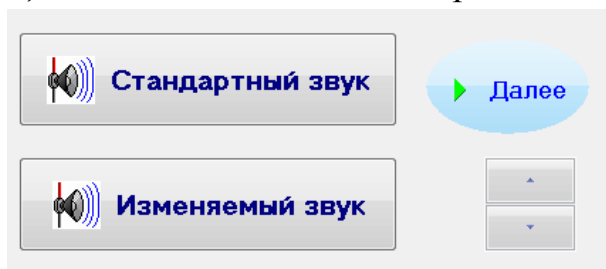 Стандартный звук
Далее
Изменяемый звук